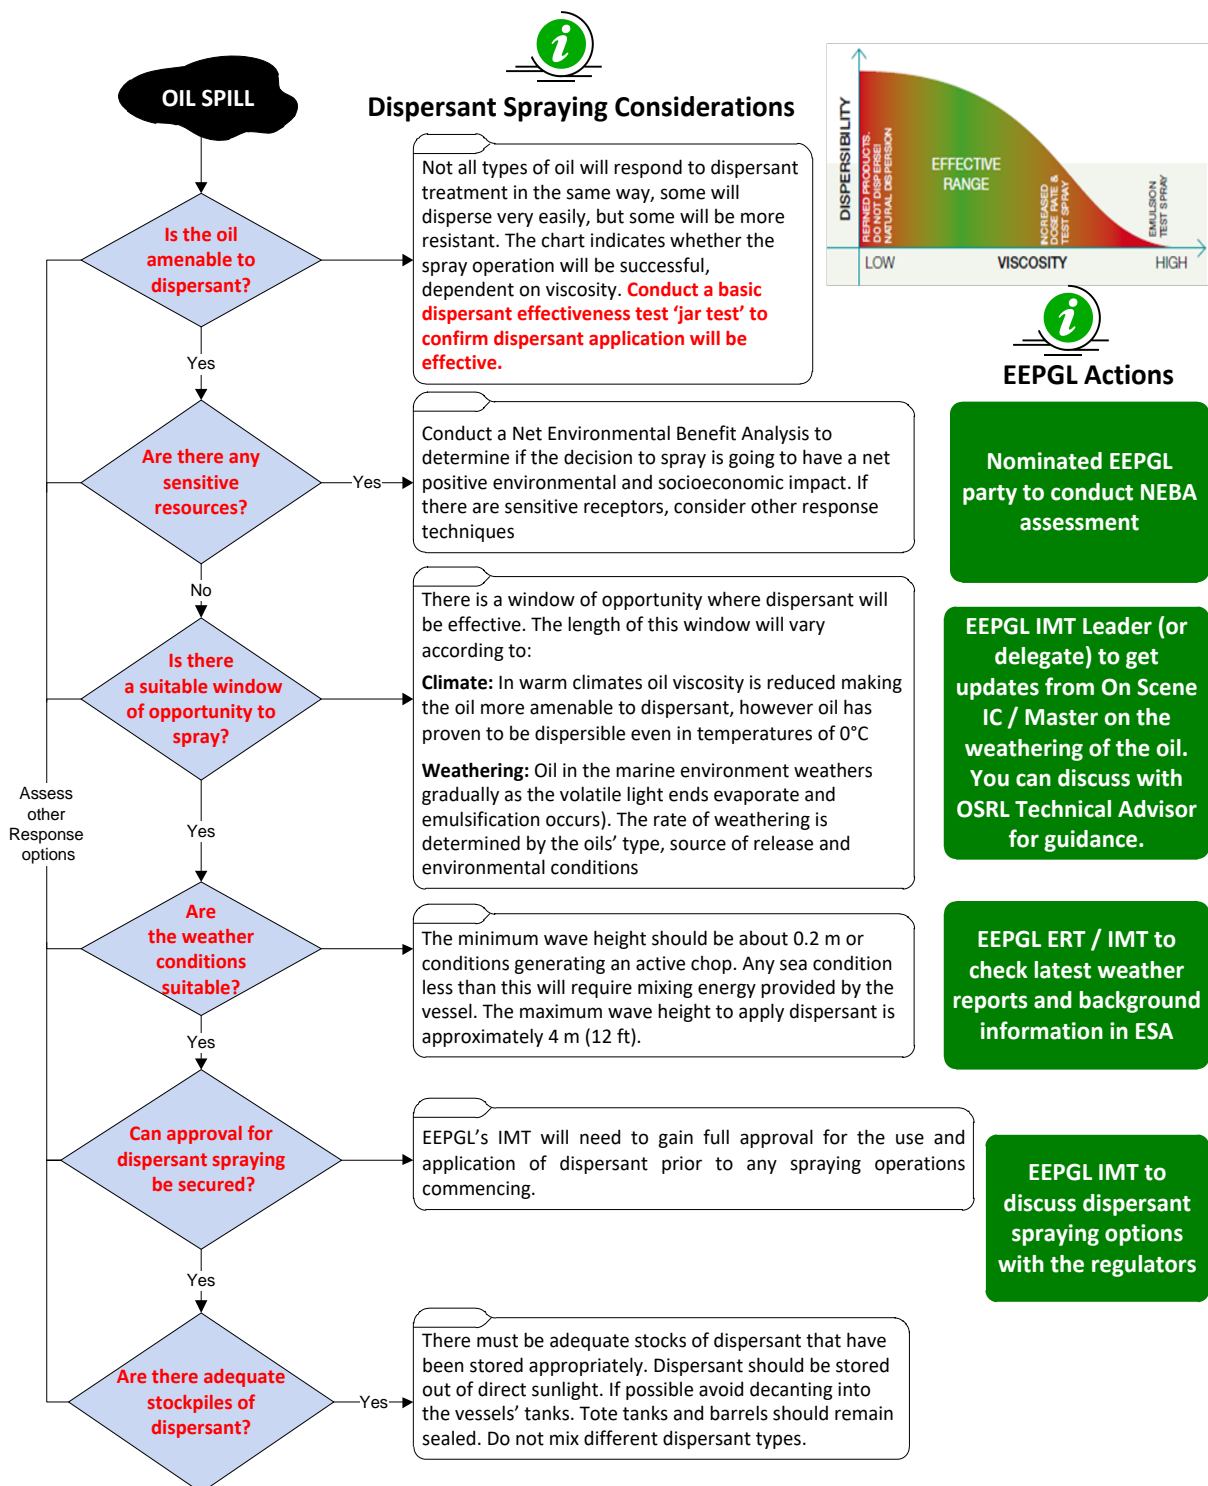 OIL SPILL
Dispersant Spraying Considerations
DISPERSIBILITY
REFINED PRODUCTS.
DO NOT DISPERSE!
NATURAL DISPERSION
EFFECTIVE
RANGE
INCREASED
DOSE RATE &
TEST SPRAY
EMULSION
TEST SPRAY
LOW
VISCOSITY
HIGH
Is the oil
amenable to
dispersant?
Not all types of oil will respond to dispersant
treatment in the same way, some will
disperse very easily, but some will be more
resistant. The chart indicates whether the
spray operation will be successful,
dependent on viscosity. Conduct a basic
dispersant effectiveness test ‘jar test’ to
confirm dispersant application will be
effective.
Yes
EEPGL Actions
Are there any
sensitive
resources?
Yes
Conduct a Net Environmental Benefit Analysis to
determine if the decision to spray is going to have a net
positive environmental and socioeconomic impact. If
there are sensitive receptors, consider other response
techniques
Nominated EEPGL
party to conduct NEBA
assessment
No
Is there
a suitable window
of opportunity to
spray?
There is a window of opportunity where dispersant will
be effective. The length of this window will vary
according to:
Climate: In warm climates oil viscosity is reduced making
the oil more amenable to dispersant, however oil has
proven to be dispersible even in temperatures of 0°C
Weathering: Oil in the marine environment weathers
gradually as the volatile light ends evaporate and
emulsification occurs). The rate of weathering is
determined by the oils’ type, source of release and
environmental conditions
EEPGL IMT Leader (or
delegate) to get
updates from On Scene
IC / Master on the
weathering of the oil.
You can discuss with
OSRL Technical Advisor
for guidance.
Assess
other
Response
options
Yes
Are
the weather
conditions
suitable?
The minimum wave height should be about 0.2 m or
conditions generating an active chop. Any sea condition
less than this will require mixing energy provided by the
vessel. The maximum wave height to apply dispersant is
approximately 4 m (12 ft).
EEPGL ERT / IMT to
check latest weather
reports and background
information in ESA
Yes
Can approval for
dispersant spraying
be secured?
EEPGL’s IMT will need to gain full approval for the use and
application of dispersant prior to any spraying operations
commencing.
EEPGL IMT to
discuss dispersant
spraying options
with the regulators
Yes
Are there adequate
stockpiles of
dispersant?
Yes
There must be adequate stocks of dispersant that have
been stored appropriately. Dispersant should be stored
out of direct sunlight. If possible avoid decanting into
the vessels’ tanks. Tote tanks and barrels should remain
sealed. Do not mix different dispersant types.